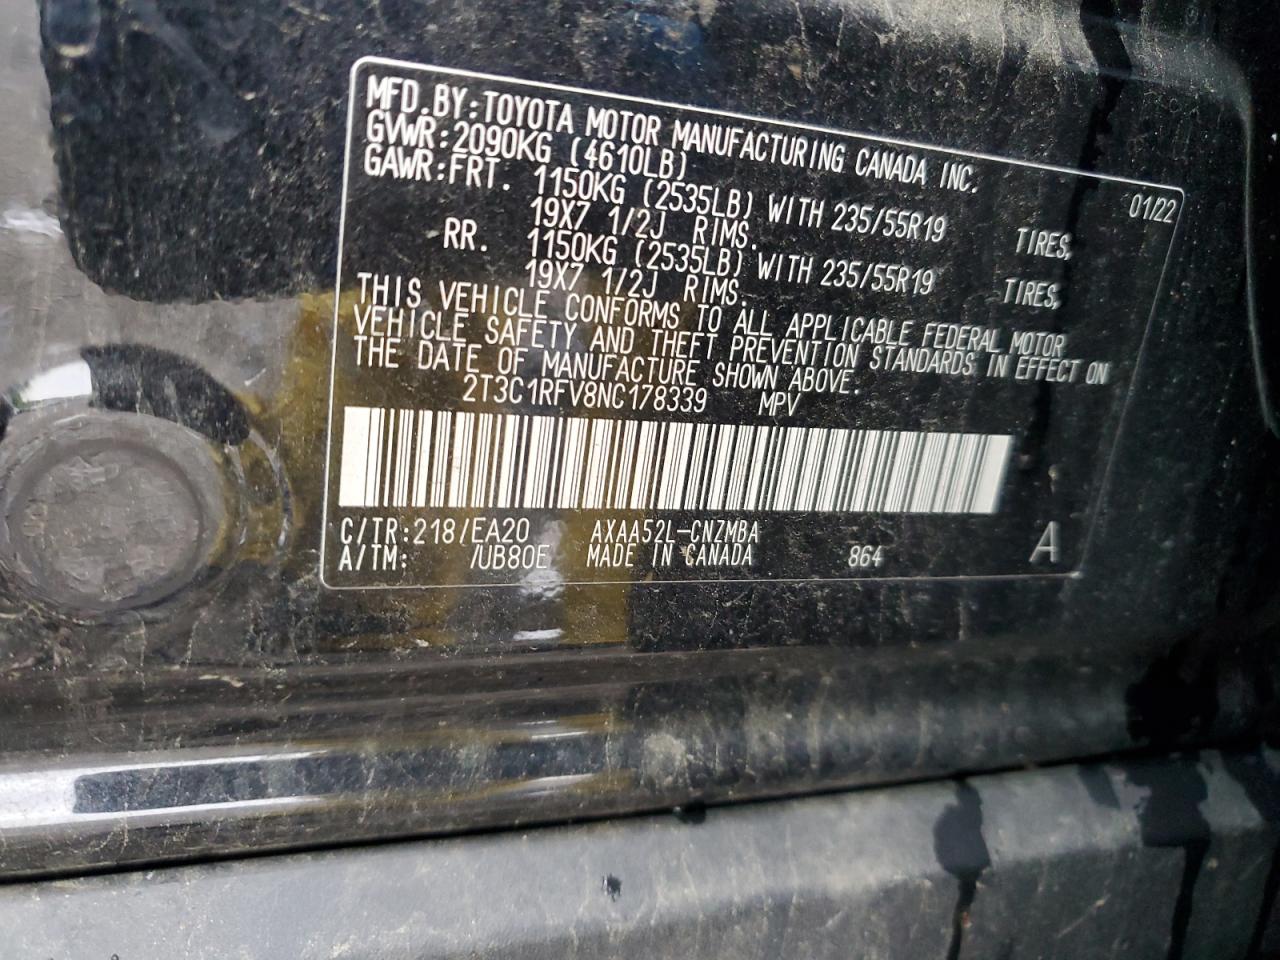 MFD.BY:TOYOTA MOTOR MANUFACTURING CANADA INC.
GVWR:2090KG (4610LB) 01/22
GAWR:FRT. 1150KG (2535LB) WITH 235/55R19 TIRES,
19X7 1/2J RIMS.
RR. 1150KG (2535LB) WITH 235/55R19 TIRES,
19X7 1/2J RIMS.
THIS VEHICLE CONFORMS TO ALL APPLICABLE FEDERAL MOTOR
VEHICLE SAFETY AND THEFT PREVENTION STANDARDS IN EFFECT ON
THE DATE OF MANUFACTURE SHOWN ABOVE.
2T3C1RFV8NC178339 MPV
C/TR:218/EA20 AXAA52L-CNZMBA
A/TM: /UB80E MADE IN CANADA 864 A